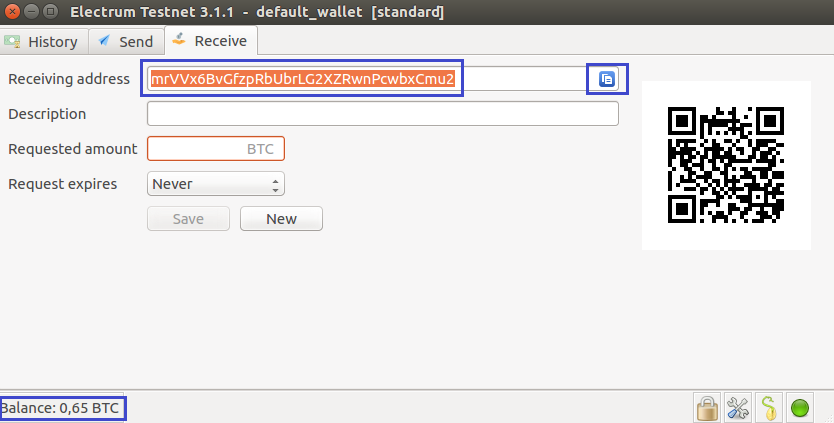 Electrum Testnet 3.1.1 - default_wallet [standard]
History Send Receive
Receiving address mrVVx6BvGfzpRbUbrLG2XZRwnPcwbxCmu2
Description
Requested amount BTC
Request expires Never
Save New
Balance: 0,65 BTC